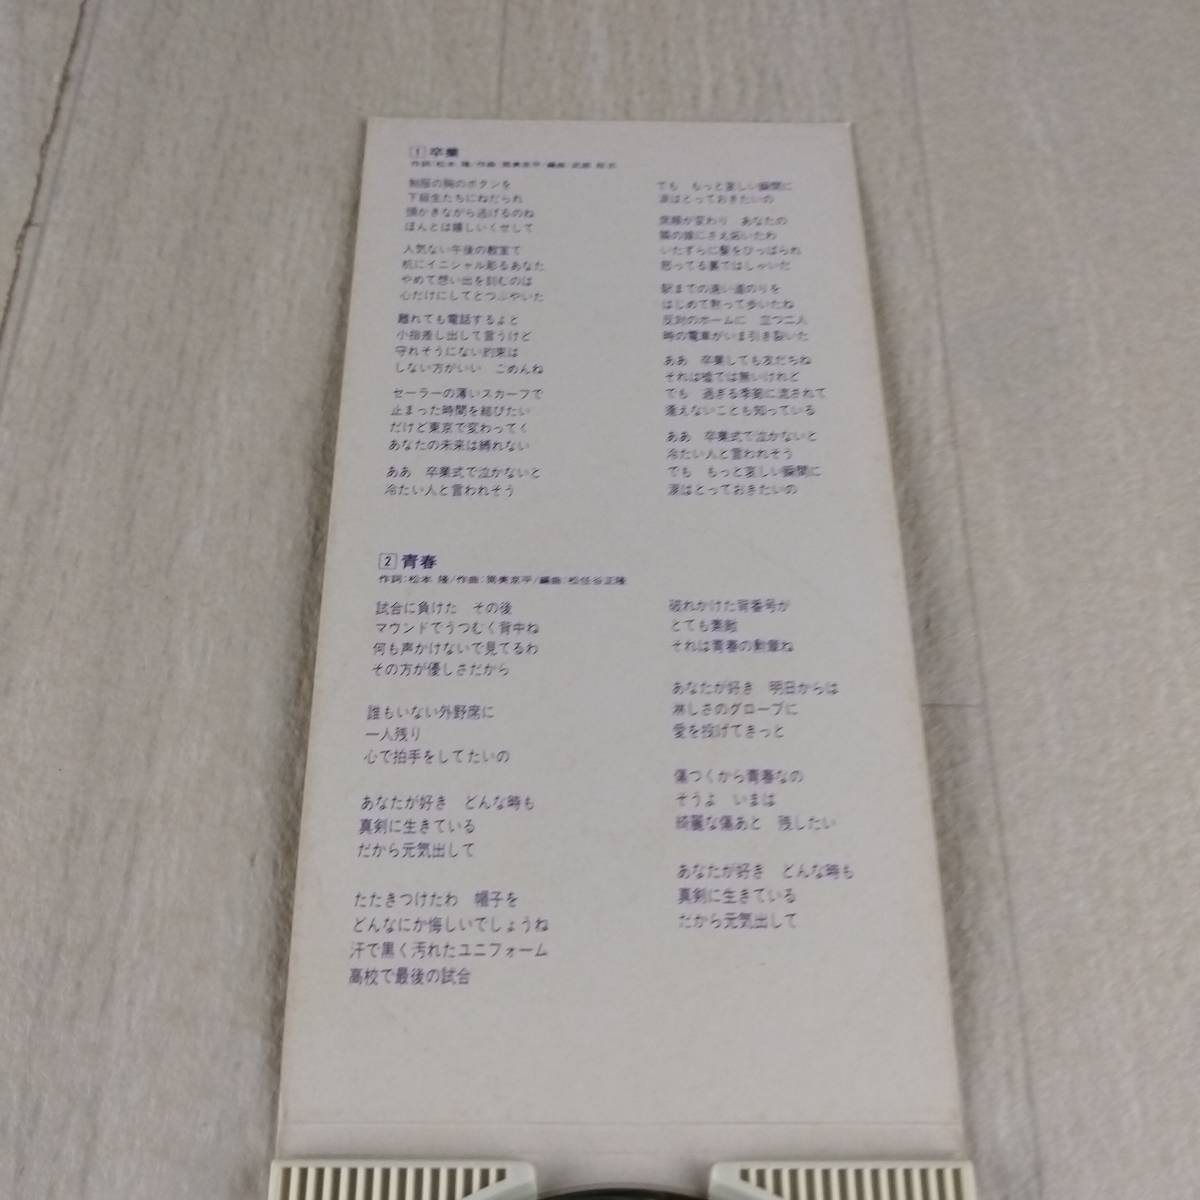 1 卒業
作詞:松本 隆/作曲:筒美京平/編曲:武部 聡志
制服の胸のボタンを
下級生たちにねだられ
頭かきながら逃げるのね
ほんとは嬉しいくせして
人気ない午後の教室で
机にイニシャル彫るあなた
やめて想い出を刻むのは
心だけにしてとつぶやいた
離れても電話するよと
小指差し出して言うけど
守れそうにない約束は
しない方がいい　ごめんね
セーラーの薄いスカーフで
止まった時間を結びたい
だけど東京で変わってく
あなたの未来は縛れない
ああ　卒業式で泣かないと
冷たい人と言われそう
でも　もっと哀しい瞬間に
涙はとっておきたいの
席順が変わり　あなたの
隣の娘にさえ妬いたわ
いたずらに髪をひっぱられ
怒ってる裏ではしゃいだ
駅までの遠い道のりを
はじめて黙って歩いたね
反対のホームに　立つ二人
時の電車がいま引き裂いた
ああ　卒業しても友だちね
それは嘘では無いけれど
でも　過ぎる季節に流されて
逢えないことも知っている
ああ　卒業式で泣かないと
冷たい人と言われそう
でも　もっと哀しい瞬間に
涙はとっておきたいの
2 青春
作詞:松本 隆/作曲:筒美京平/編曲:松任谷正隆
試合に負けた　その後
マウンドでうつむく背中ね
何も声かけないで見てるわ
その方が優しさだから
誰もいない外野席に
一人残り
心で拍手をしてたいの
あなたが好き　どんな時も
真剣に生きている
だから元気出して
たたきつけたわ　帽子を
どんなにか悔しいでしょうね
汗で黒く汚れたユニフォーム
高校で最後の試合
破れかけた背番号が
とても素敵
それは青春の勲章ね
あなたが好き　明日からは
淋しさのグローブに
愛を投げてきっと
傷つくから青春なの
そうよ　いまは
綺麗な傷あと　残したい
あなたが好き　どんな時も
真剣に生きている
だから元気出して